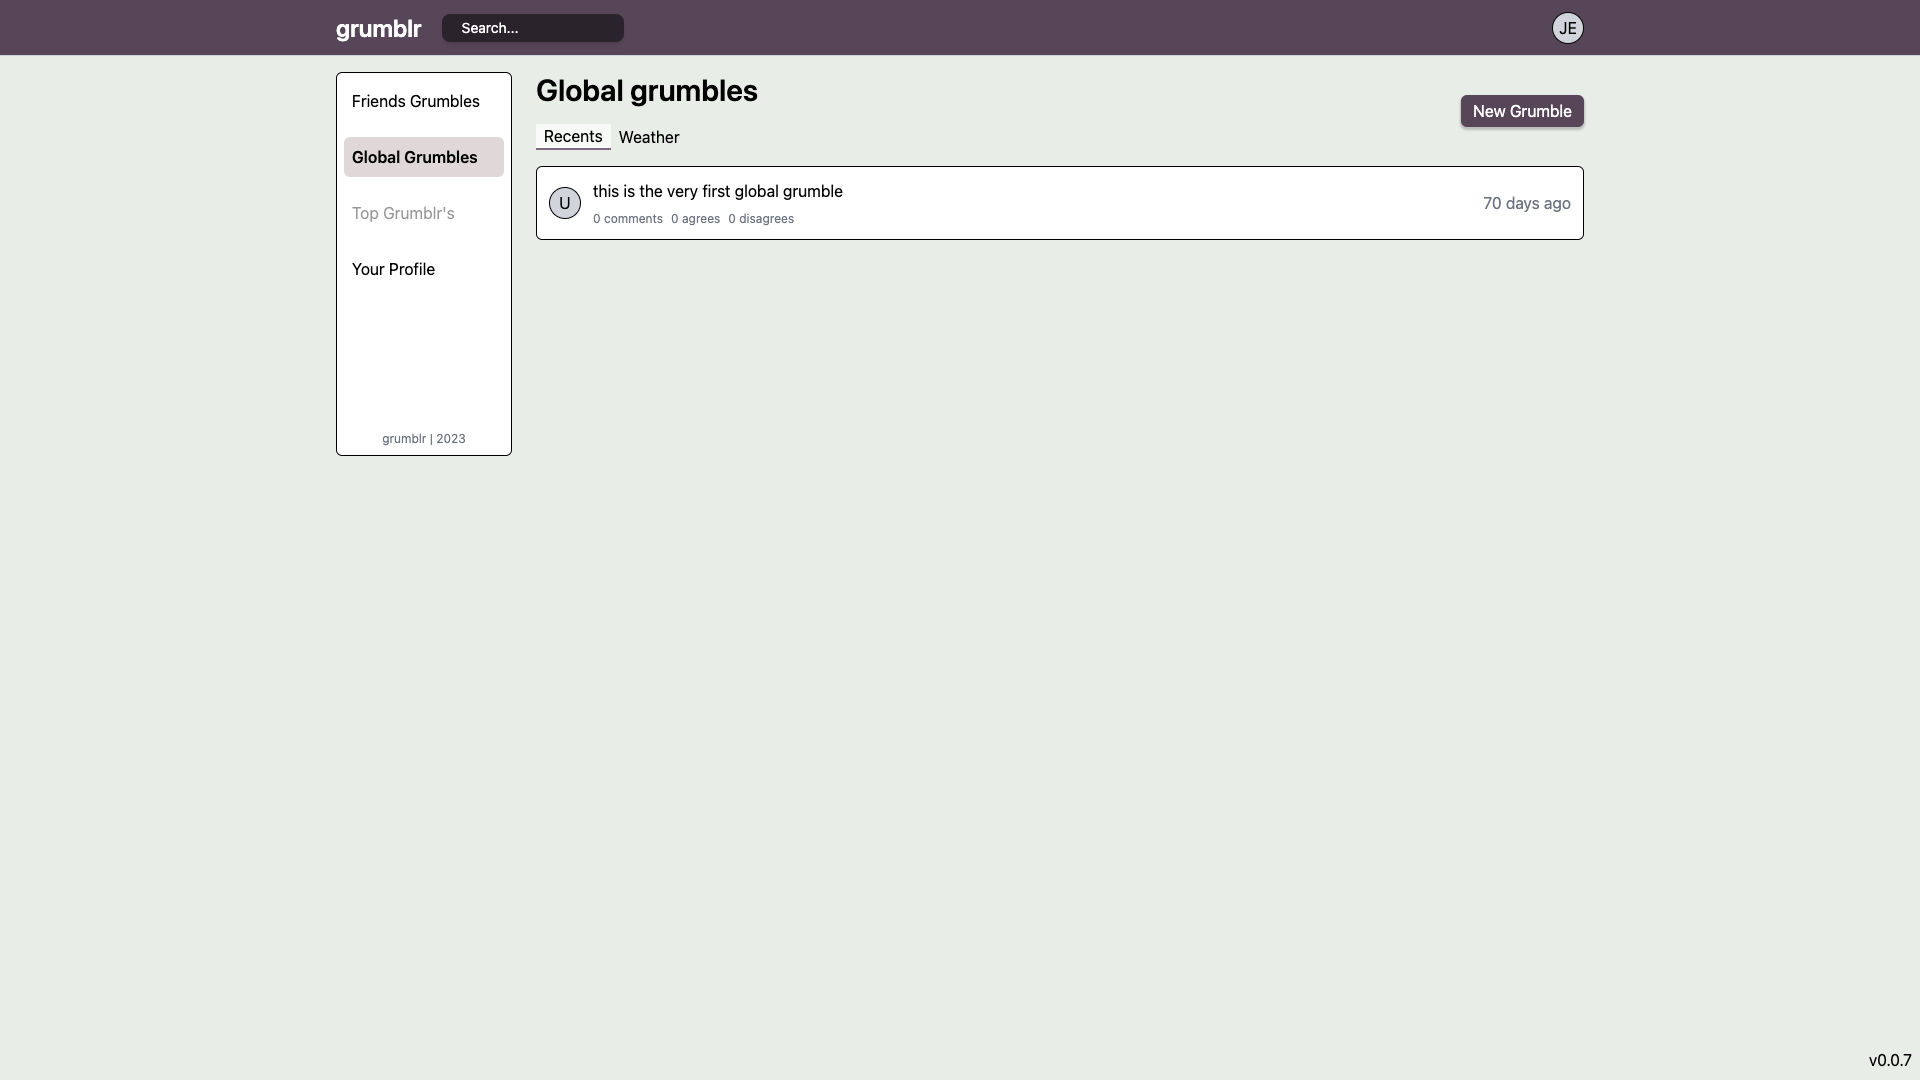 grumblr
Search...
JE
Friends Grumbles
Global Grumbles
Top Grumblr's
Your Profile
grumblr | 2023
Global grumbles
New Grumble
Recents Weather
U
this is the very first global grumble
0 comments 0 agrees 0 disagrees
70 days ago
v0.0.7